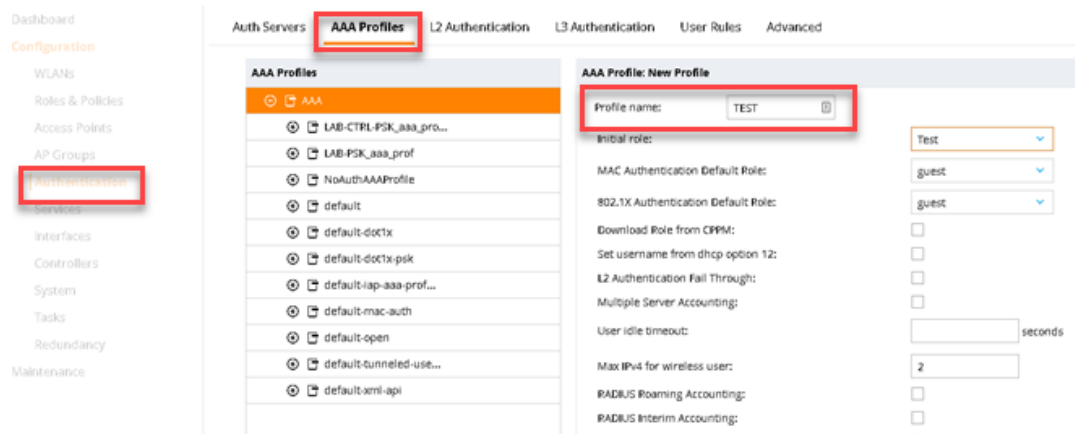 Dashboard
Configuration
WLANs
Roles & Policies
Access Points
AP Groups
Authentication
Services
Interfaces
Controllers
System
Tasks
Redundancy
Maintenance
Auth Servers AAA Profiles L2 Authentication L3 Authentication User Rules Advanced
AAA Profiles
AAA
LAB-CTRL-PSK_aaa_pro...
LAB-PSK_aaa_prof
NoAuthAAAProfile
default
default-dot1x
default-dot1x-psk
default-iap-aaa-prof...
default-mac-auth
default-open
default-tunneled-use...
default-xml-api
AAA Profile: New Profile
Profile name: TEST
Initial role: Test
MAC Authentication Default Role: guest
802.1X Authentication Default Role: guest
Download Role from CPPM:
Set username from dhcp option 12:
L2 Authentication Fail Through:
Multiple Server Accounting:
User idle timeout: seconds
Max IPv4 for wireless user: 2
RADIUS Roaming Accounting:
RADIUS Interim Accounting: